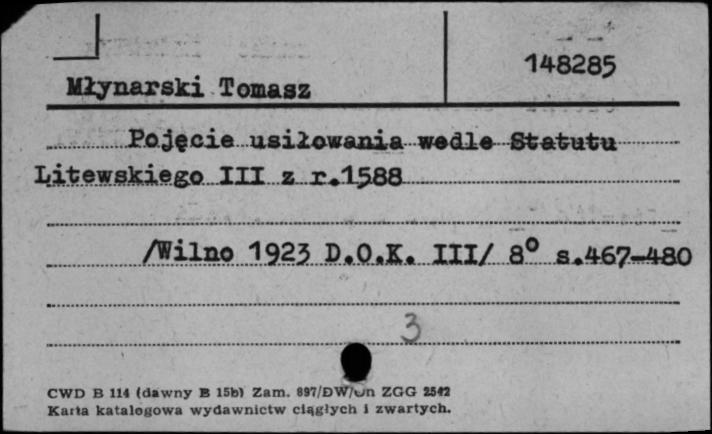 148285
Młynarski Tomasz
Pojęcie usiłowania wedle Statutu
Litewskiego III z r.1588
/Wilno 1923 D.O.K. III/ 8° s.467-480
3
CWD B 114 (dawny B 15b) Zam. 897/DW/ ZGG 2542
Karta katalogowa wydawnictw ciągłych i zwartych.